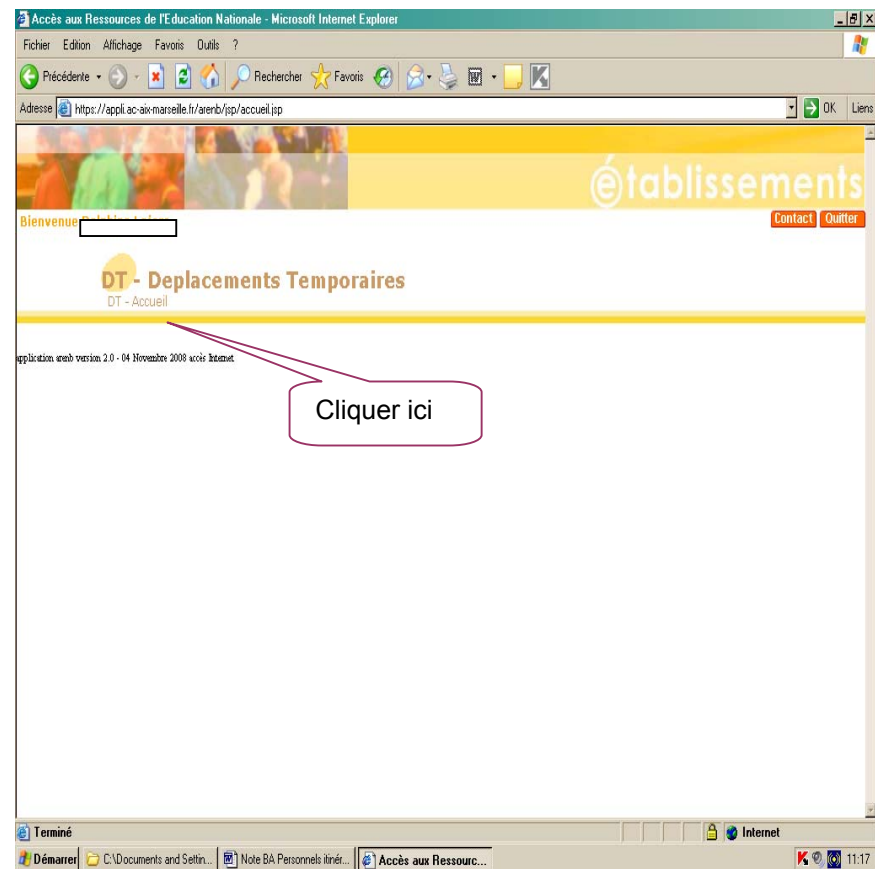 Accès aux Ressources de l'Education Nationale - Microsoft Internet Explorer
Fichier Edition Affichage Favoris Outils ?
Précédente Rechercher Favoris
Adresse https://appli.ac-aix-marseille.fr/arenb/jsp/accueil.jsp OK Liens
établissements
Bienvenue
Contact Quitter
DT - Deplacements Temporaires
DT - Accueil
application arenb version 2.0 - 04 Novembre 2008 accès Internet
Cliquer ici
Terminé Internet
Démarrer C:\Documents and Settin... Note BA Personnels itinér... Accès aux Ressourc... 11:17